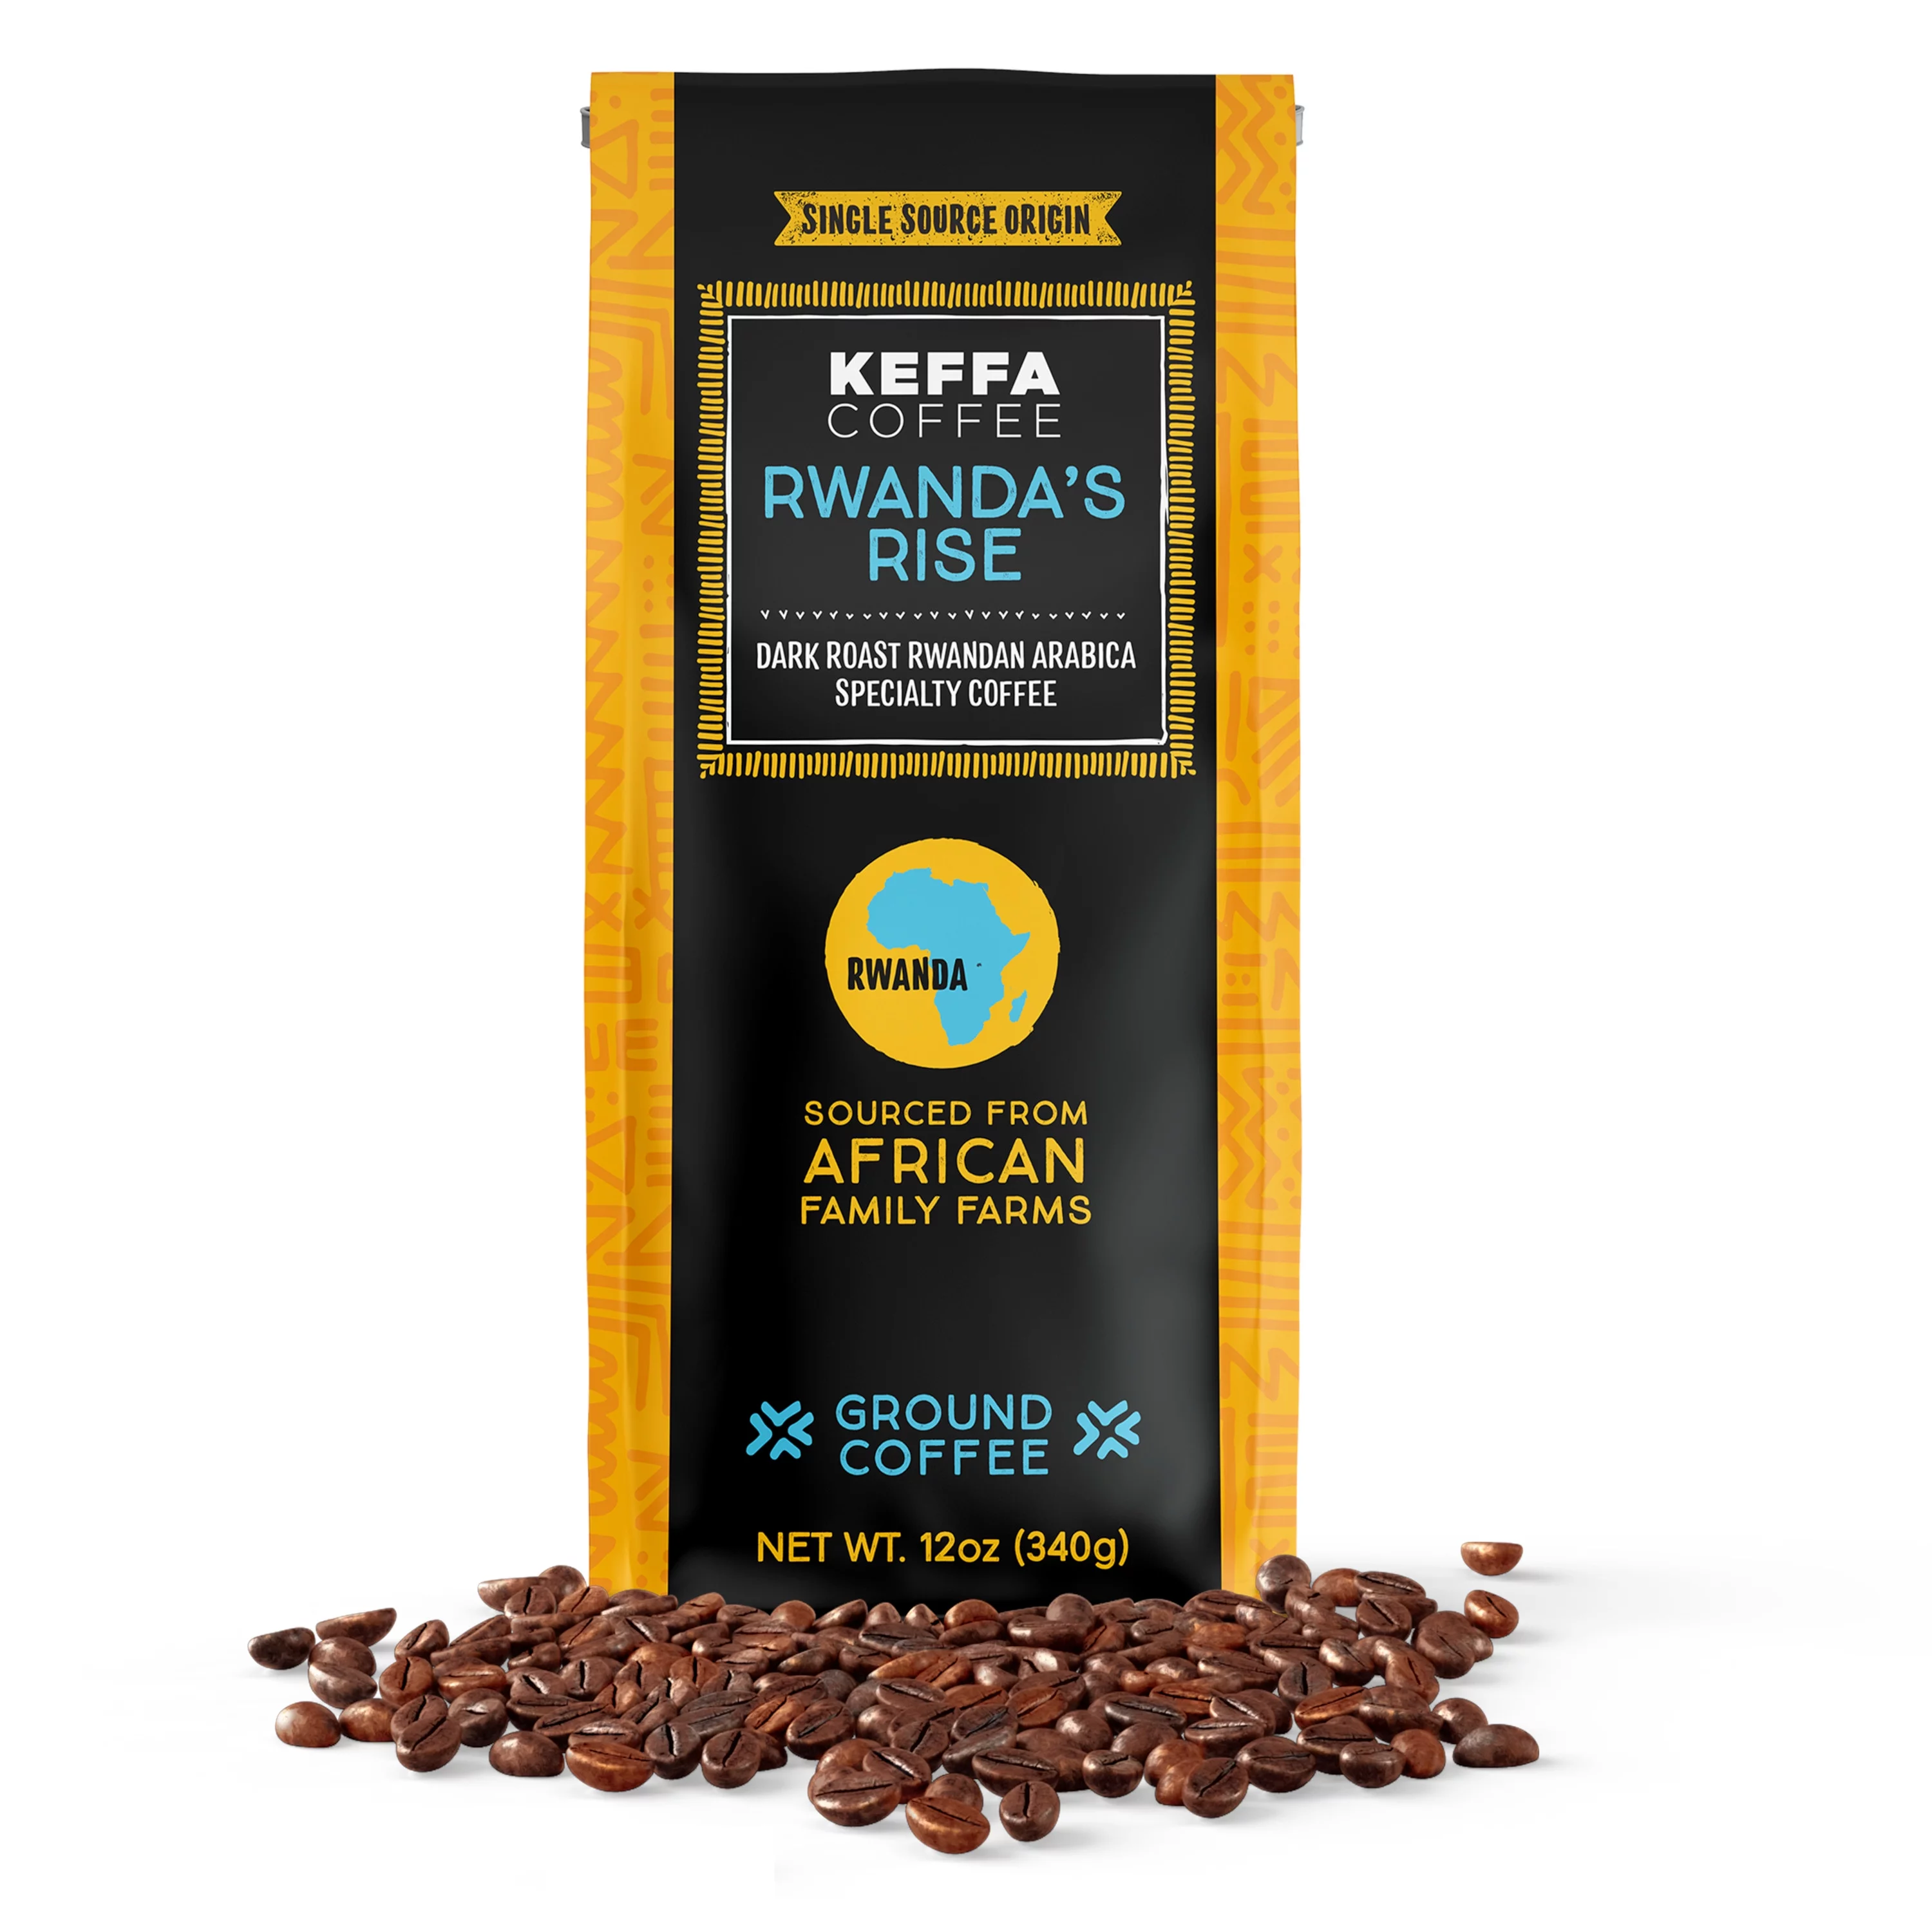 SINGLE SOURCE ORIGIN
KEFFA
COFFEE
RWANDA'S
RISE
DARK ROAST RWANDAN ARABICA
SPECIALTY COFFEE
RWANDA
SOURCED FROM
AFRICAN
FAMILY FARMS
GROUND
COFFEE
NET WT. 12oz (340g)